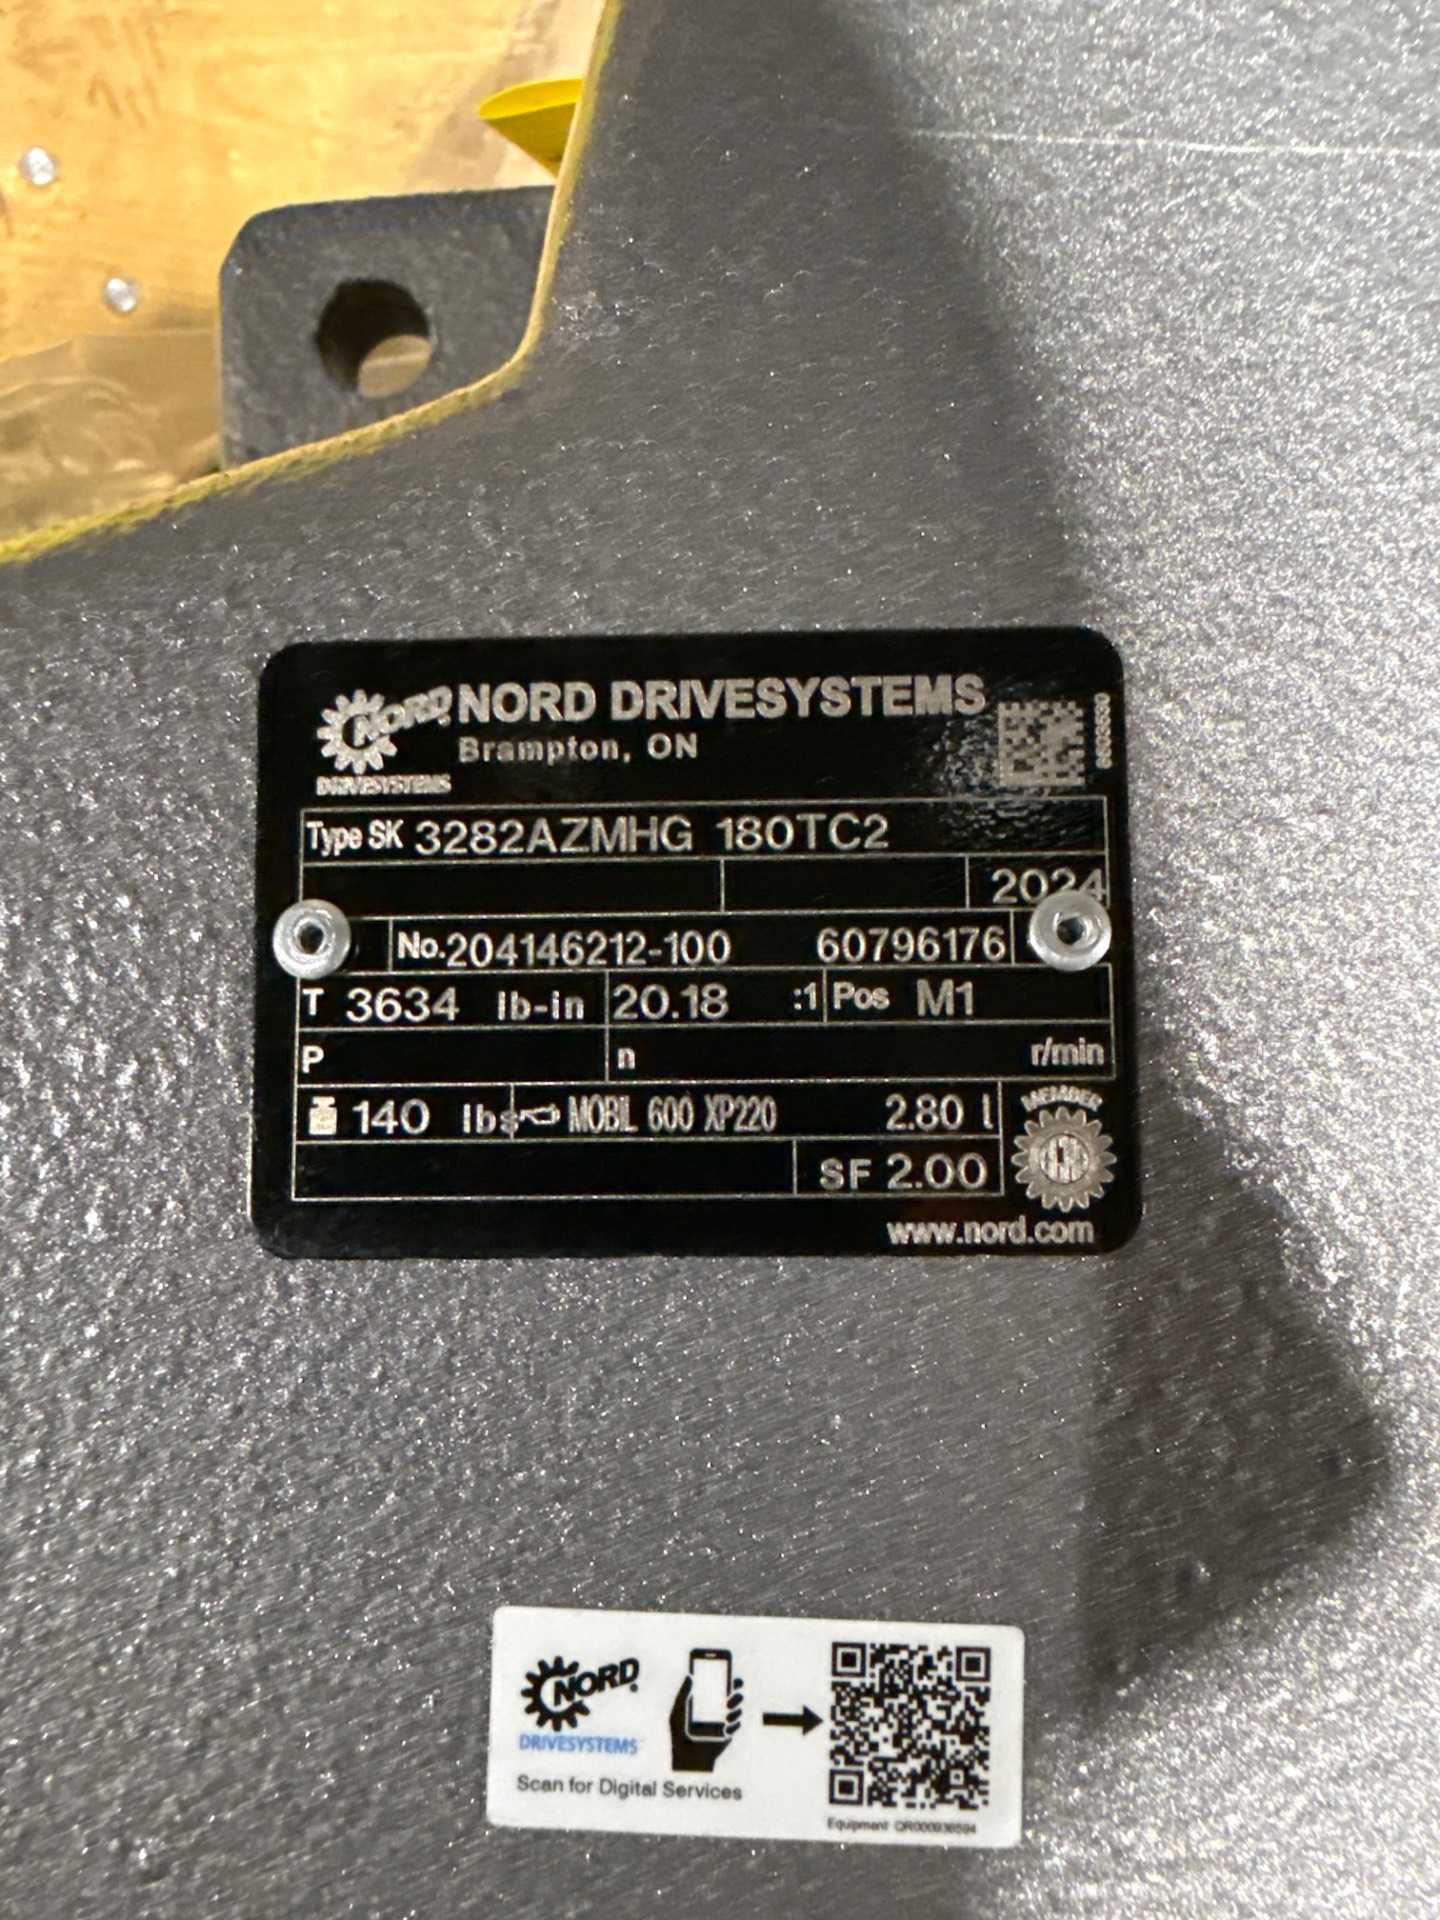 NORD
DRIVESYSTEMS
NORD DRIVESYSTEMS
Brampton, ON
Type SK 3282AZMHG 180TC2
2024
No. 204146212-100 60796176
T 3634 lb-in 20.18 :1 Pos M1
P n r/min
140 lbs MOBIL 600 XP220 2.80 l
MEMBER
SF 2.00
www.nord.com
NORD
DRIVESYSTEMS
Scan for Digital Services
Equipment